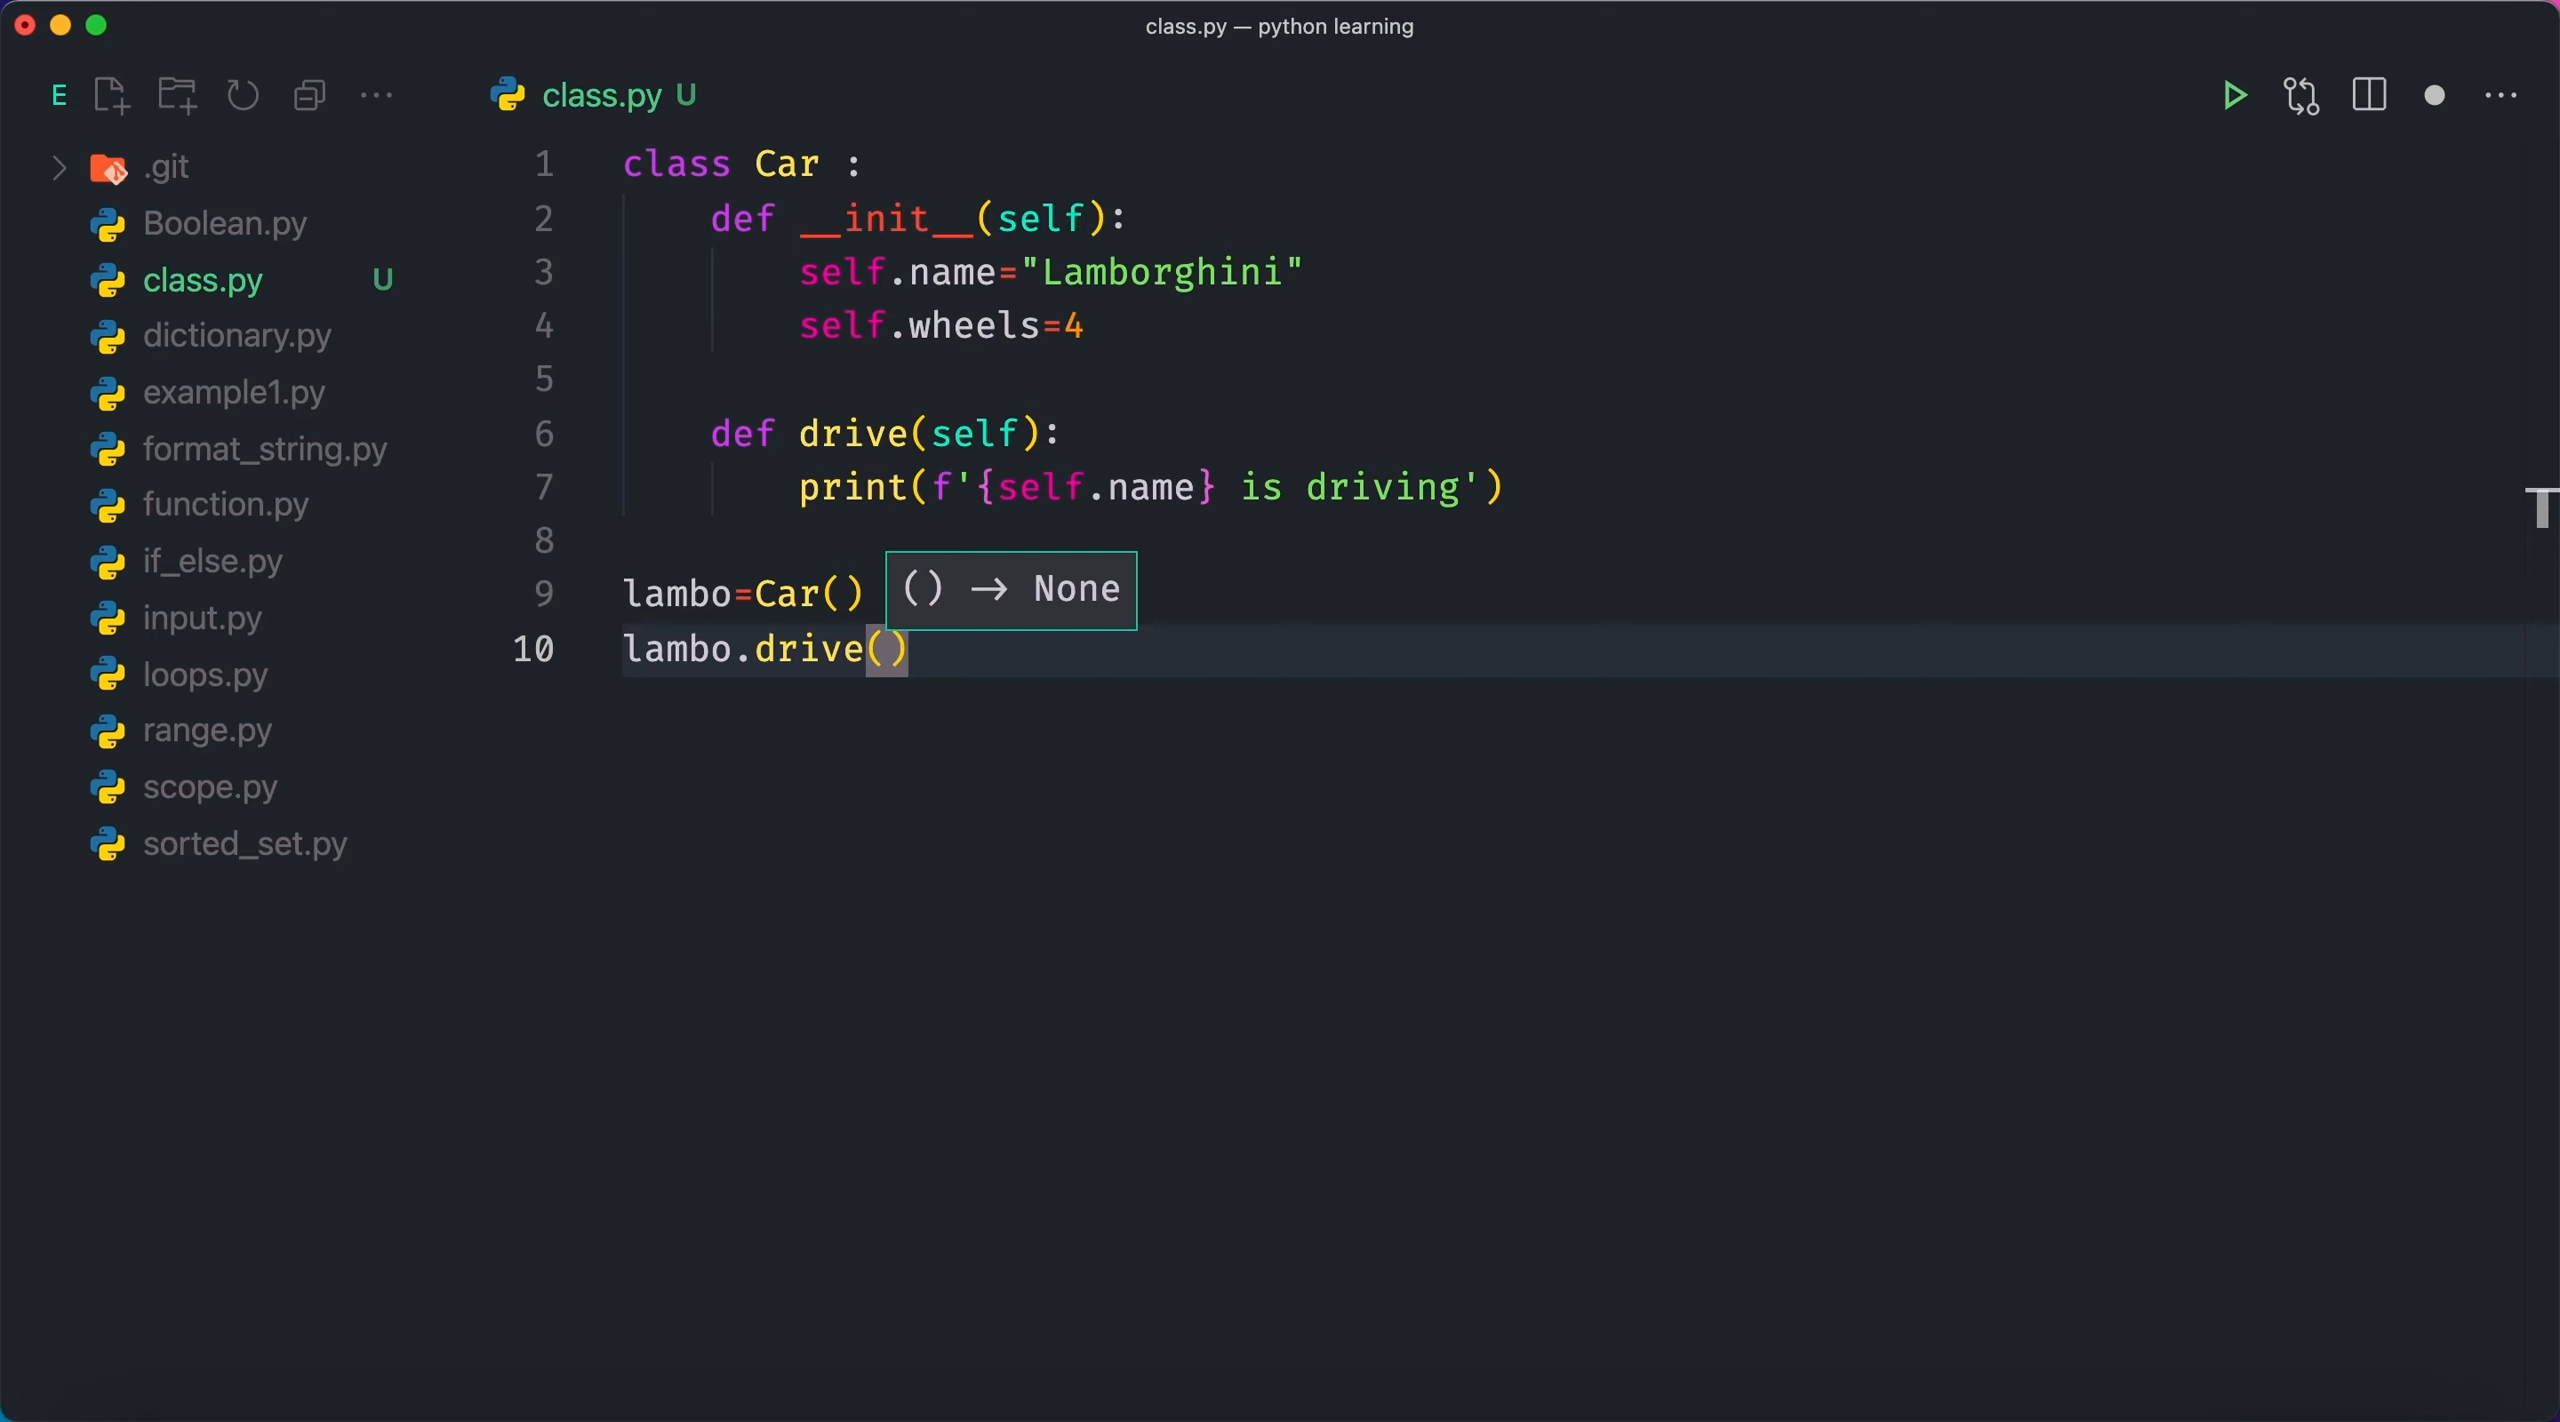 class.py — python learning
E
class.py U
.git
Boolean.py
class.py U
dictionary.py
example1.py
format_string.py
function.py
if_else.py
input.py
loops.py
range.py
scope.py
sorted_set.py
1 class Car :
2 def __init__(self):
3 self.name="Lamborghini"
4 self.wheels=4
5
6 def drive(self):
7 print(f'{self.name} is driving')
8
9 lambo=Car() () → None
10 lambo.drive()